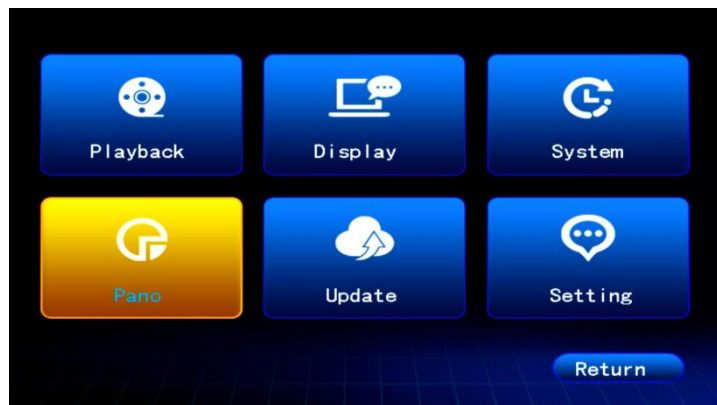 Playback
Display
System
Pano
Update
Setting
Return